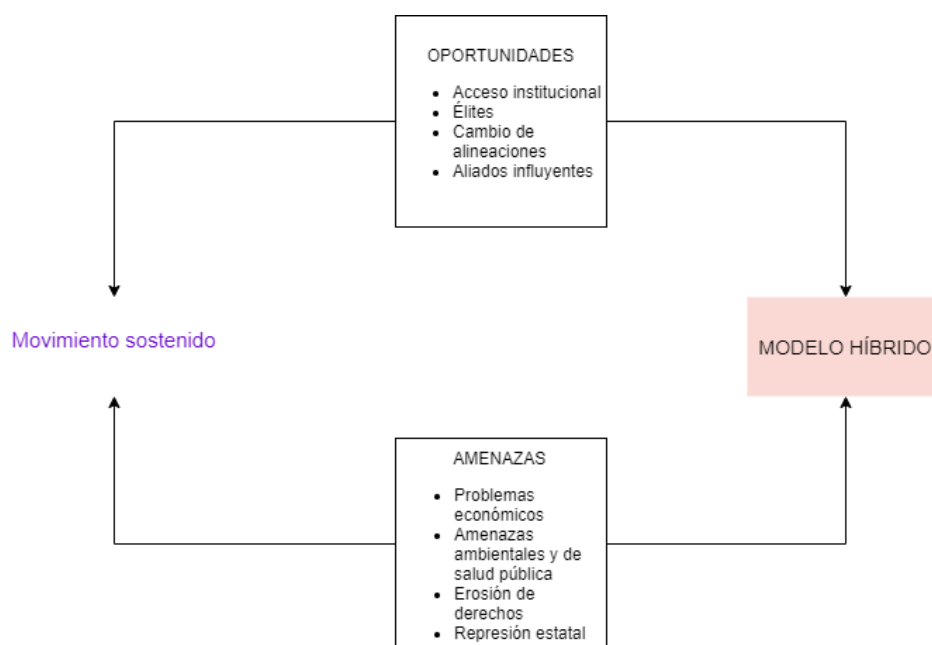 OPORTUNIDADES
• Acceso institucional
• Élites
• Cambio de
alineaciones
• Aliados influyentes
Movimiento sostenido
MODELO HÍBRIDO
AMENAZAS
• Problemas
económicos
• Amenazas
ambientales y de
salud pública
• Erosión de
derechos
• Represión estatal